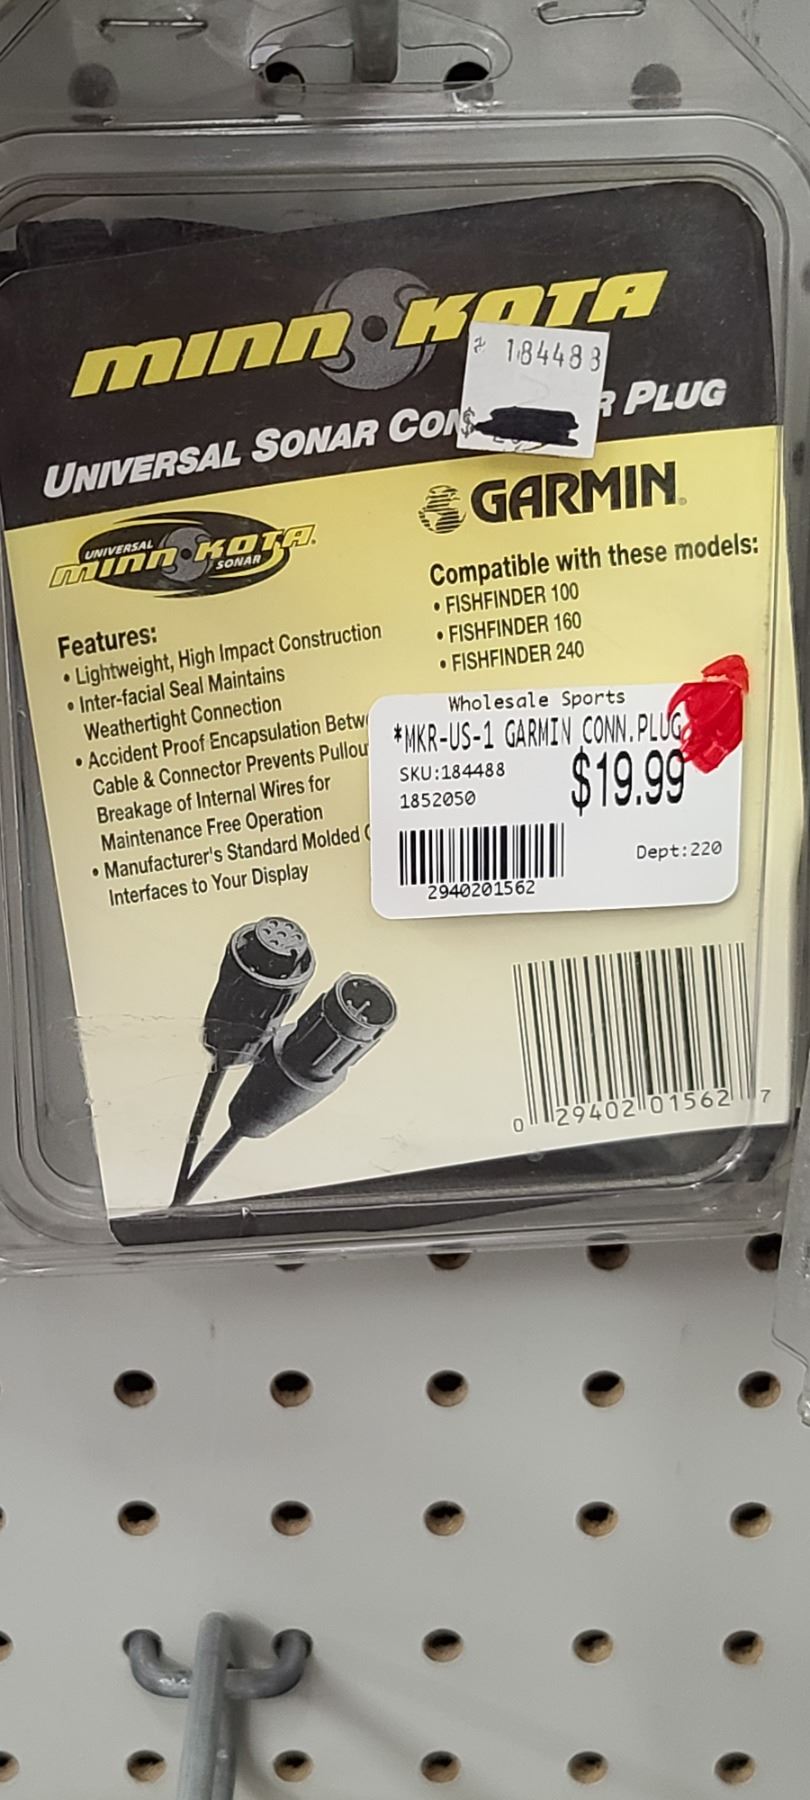 MINN KOTA
184488
$
UNIVERSAL SONAR CON R PLUG
UNIVERSAL
MINN KOTA®
SONAR
GARMIN®
Compatible with these models:
• FISHFINDER 100
• FISHFINDER 160
• FISHFINDER 240
Features:
• Lightweight, High Impact Construction
• Inter-facial Seal Maintains
Weathertight Connection
• Accident Proof Encapsulation Betw
Cable & Connector Prevents Pullou
Breakage of Internal Wires for
Maintenance Free Operation
• Manufacturer's Standard Molded
Interfaces to Your Display
Wholesale Sports
*MKR-US-1 GARMIN CONN.PLUG
SKU:184488
$19.99
1852050
Dept:220
2940201562
0 29402 01562 7